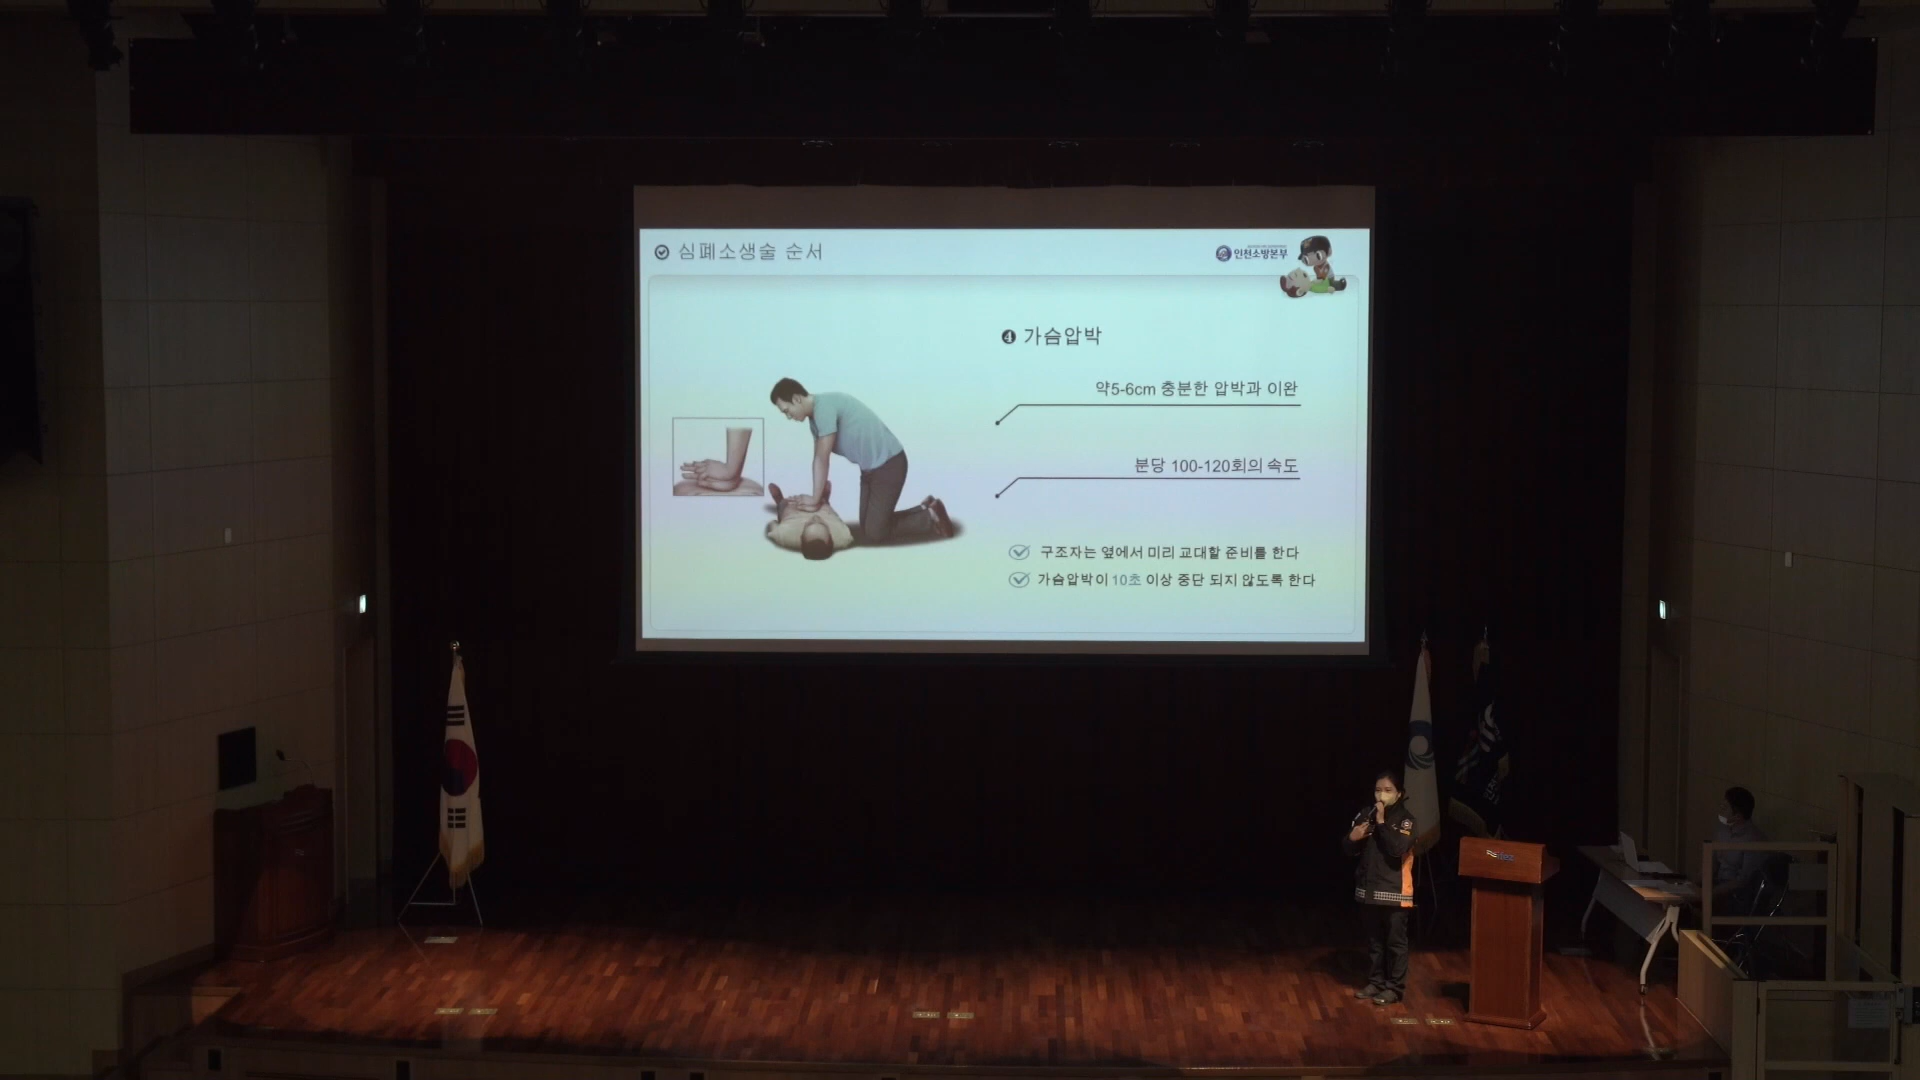 심폐소생술 순서
인천소방본부
4 가슴압박
약5-6cm 충분한 압박과 이완
분당 100-120회의 속도
구조자는 옆에서 미리 교대할 준비를 한다
가슴압박이 10초 이상 중단 되지 않도록 한다